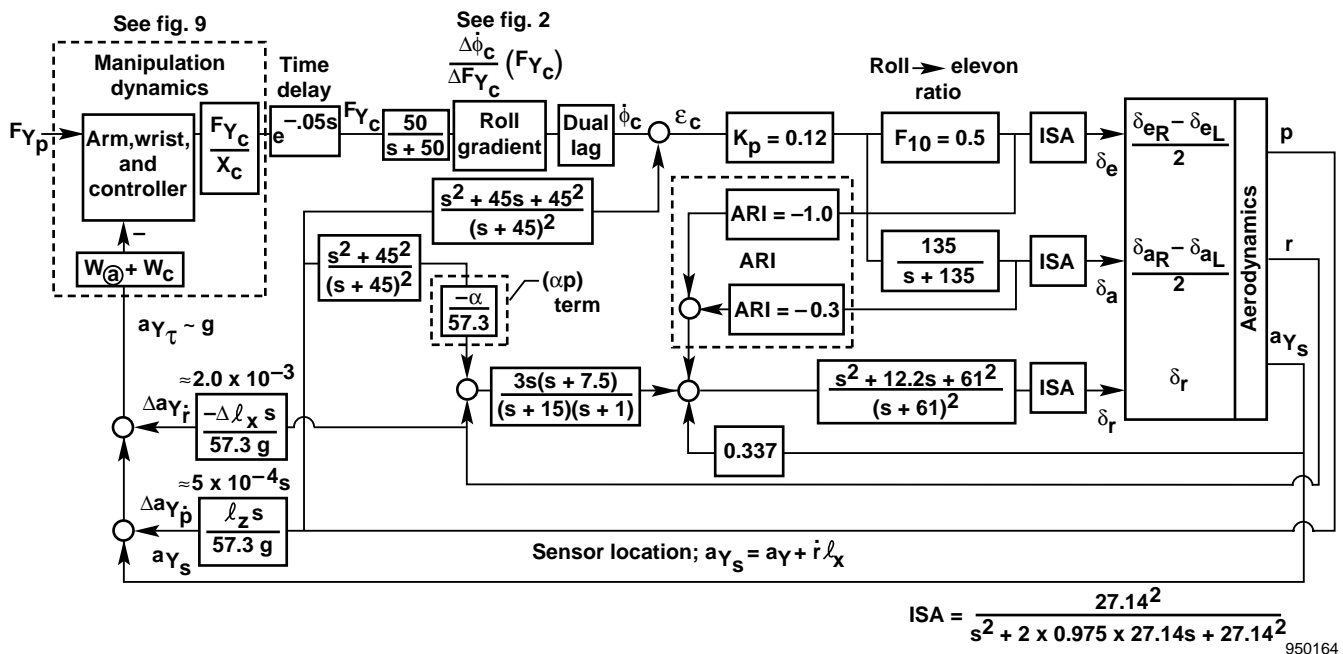 See fig. 9
See fig. 2
Manipulation
dynamics
Time
delay
Δφ̇c
ΔFYc
(FYc)
Roll → elevon
ratio
FYp
Arm, wrist,
and
controller
FYc
Xc
e^–.05s
FYc
50
s + 50
Roll
gradient
Dual
lag
φ̇c
εc
Kp = 0.12
F10 = 0.5
ISA
δe
δeR – δeL
2
p
–
Wⓐ + Wc
s² + 45s + 45²
(s + 45)²
ARI = –1.0
ARI
135
s + 135
ISA
δa
δaR – δaL
2
Aerodynamics
r
s² + 45²
(s + 45)²
–α
57.3
(αp)
term
ARI = – 0.3
aYs
aYτ ~ g
≈2.0 x 10^–3
ΔaYṙ
–Δℓx s
57.3 g
3s(s + 7.5)
(s + 15)(s + 1)
s² + 12.2s + 61²
(s + 61)²
ISA
δr
δr
0.337
≈5 x 10^–4s
ΔaYṗ
ℓz s
57.3 g
aYs
Sensor location; aYs = aY + ṙ ℓx
ISA =
27.14²
s² + 2 x 0.975 x 27.14s + 27.14²
950164